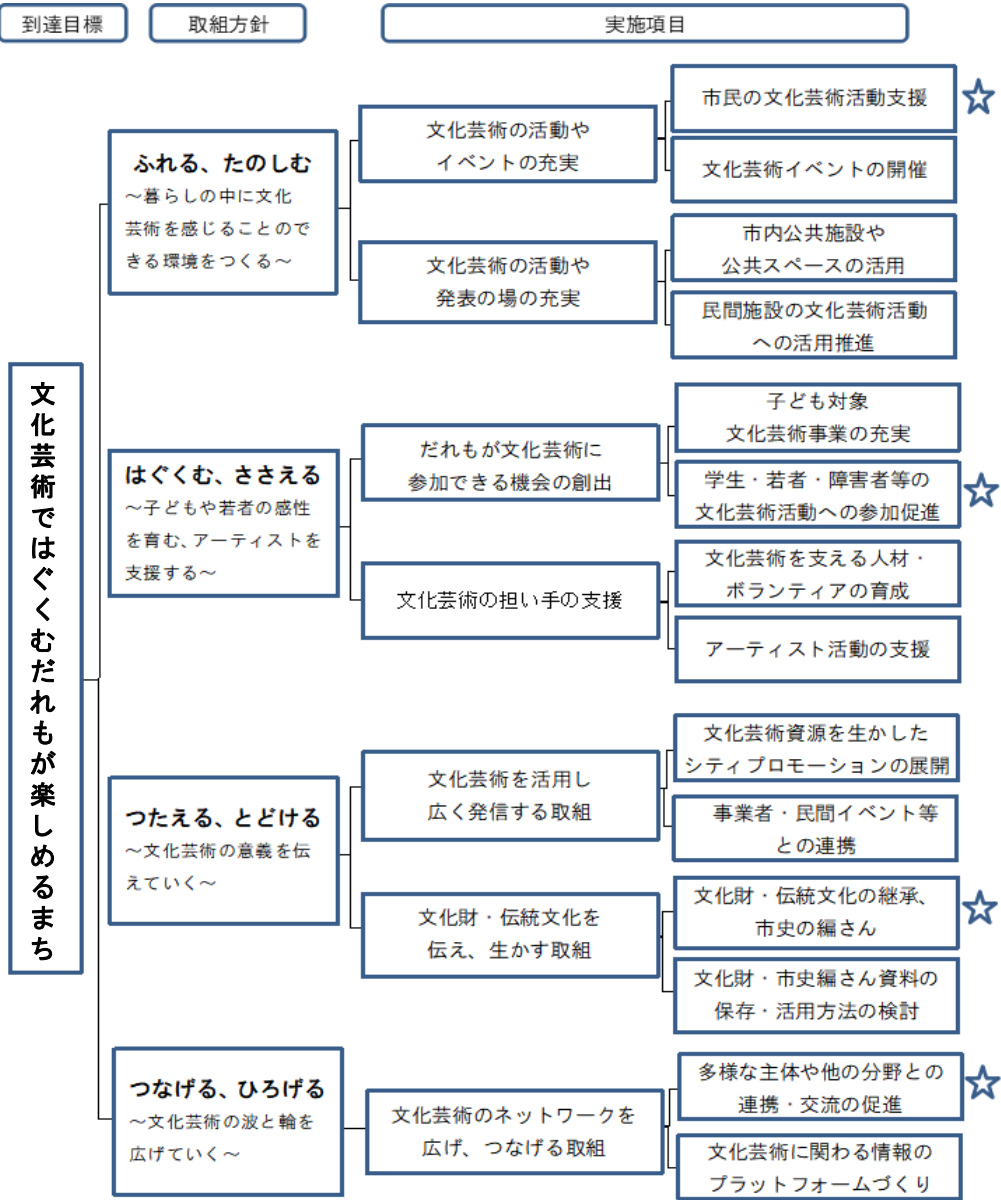 到達目標
取組方針
実施項目
文化芸術ではぐくむだれもが楽しめるまち
ふれる、たのしむ
～暮らしの中に文化
芸術を感じることので
きる環境をつくる～
文化芸術の活動や
イベントの充実
市民の文化芸術活動支援
☆
文化芸術イベントの開催
文化芸術の活動や
発表の場の充実
市内公共施設や
公共スペースの活用
民間施設の文化芸術活動
への活用推進
はぐくむ、ささえる
～子どもや若者の感性
を育む、アーティストを
支援する～
だれもが文化芸術に
参加できる機会の創出
子ども対象
文化芸術事業の充実
学生・若者・障害者等の
文化芸術活動への参加促進
☆
文化芸術の担い手の支援
文化芸術を支える人材・
ボランティアの育成
アーティスト活動の支援
つたえる、とどける
～文化芸術の意義を伝
えていく～
文化芸術を活用し
広く発信する取組
文化芸術資源を生かした
シティプロモーションの展開
事業者・民間イベント等
との連携
文化財・伝統文化を
伝え、生かす取組
文化財・伝統文化の継承、
市史の編さん
☆
文化財・市史編さん資料の
保存・活用方法の検討
つなげる、ひろげる
～文化芸術の波と輪を
広げていく～
文化芸術のネットワークを
広げ、つなげる取組
多様な主体や他の分野との
連携・交流の促進
☆
文化芸術に関わる情報の
プラットフォームづくり